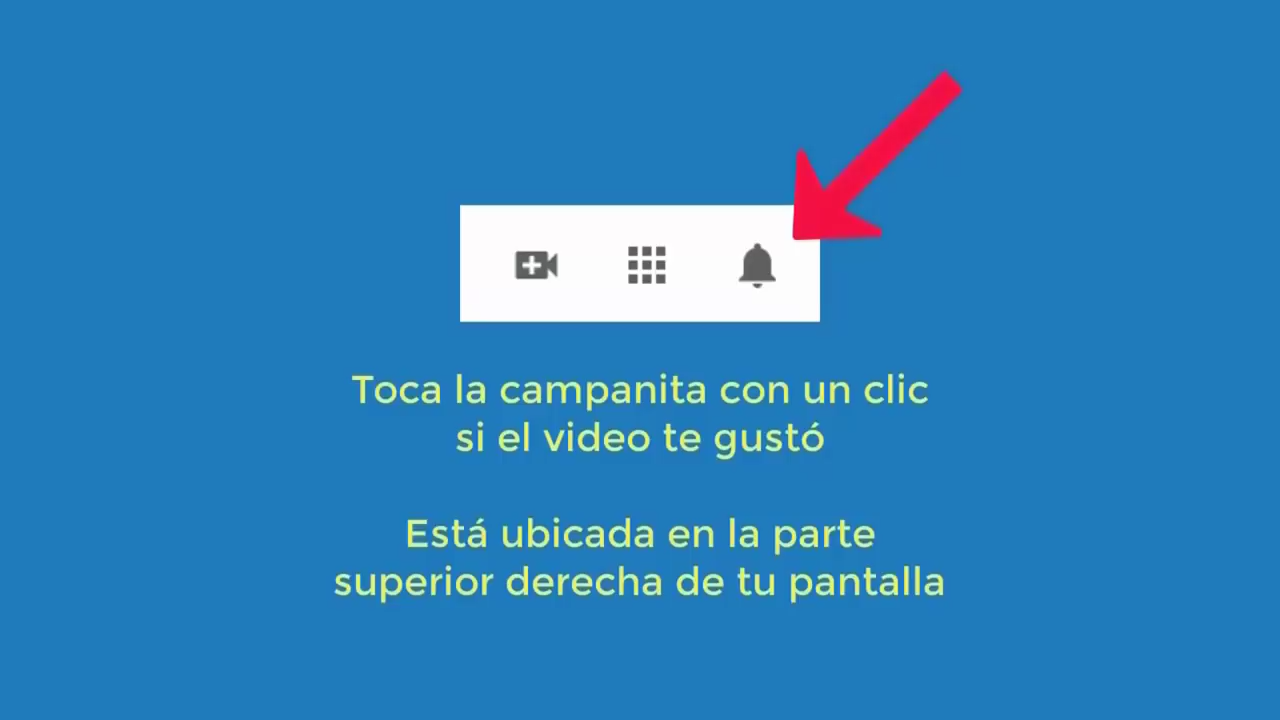 Toca la campanita con un clic
si el video te gustó
Está ubicada en la parte
superior derecha de tu pantalla